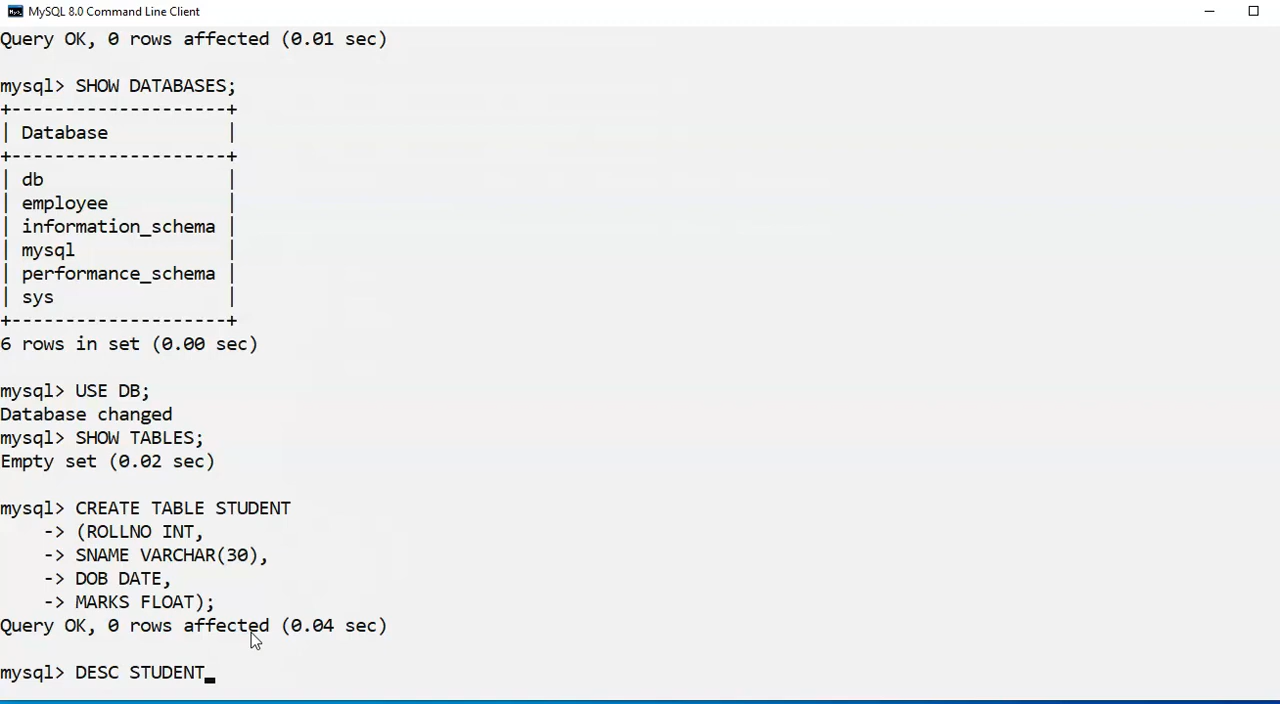 MySQL 8.0 Command Line Client
Query OK, 0 rows affected (0.01 sec)
mysql> SHOW DATABASES;
+--------------------+
| Database           |
+--------------------+
| db                 |
| employee           |
| information_schema |
| mysql              |
| performance_schema |
| sys                |
+--------------------+
6 rows in set (0.00 sec)
mysql> USE DB;
Database changed
mysql> SHOW TABLES;
Empty set (0.02 sec)
mysql> CREATE TABLE STUDENT
    -> (ROLLNO INT,
    -> SNAME VARCHAR(30),
    -> DOB DATE,
    -> MARKS FLOAT);
Query OK, 0 rows affected (0.04 sec)
mysql> DESC STUDENT